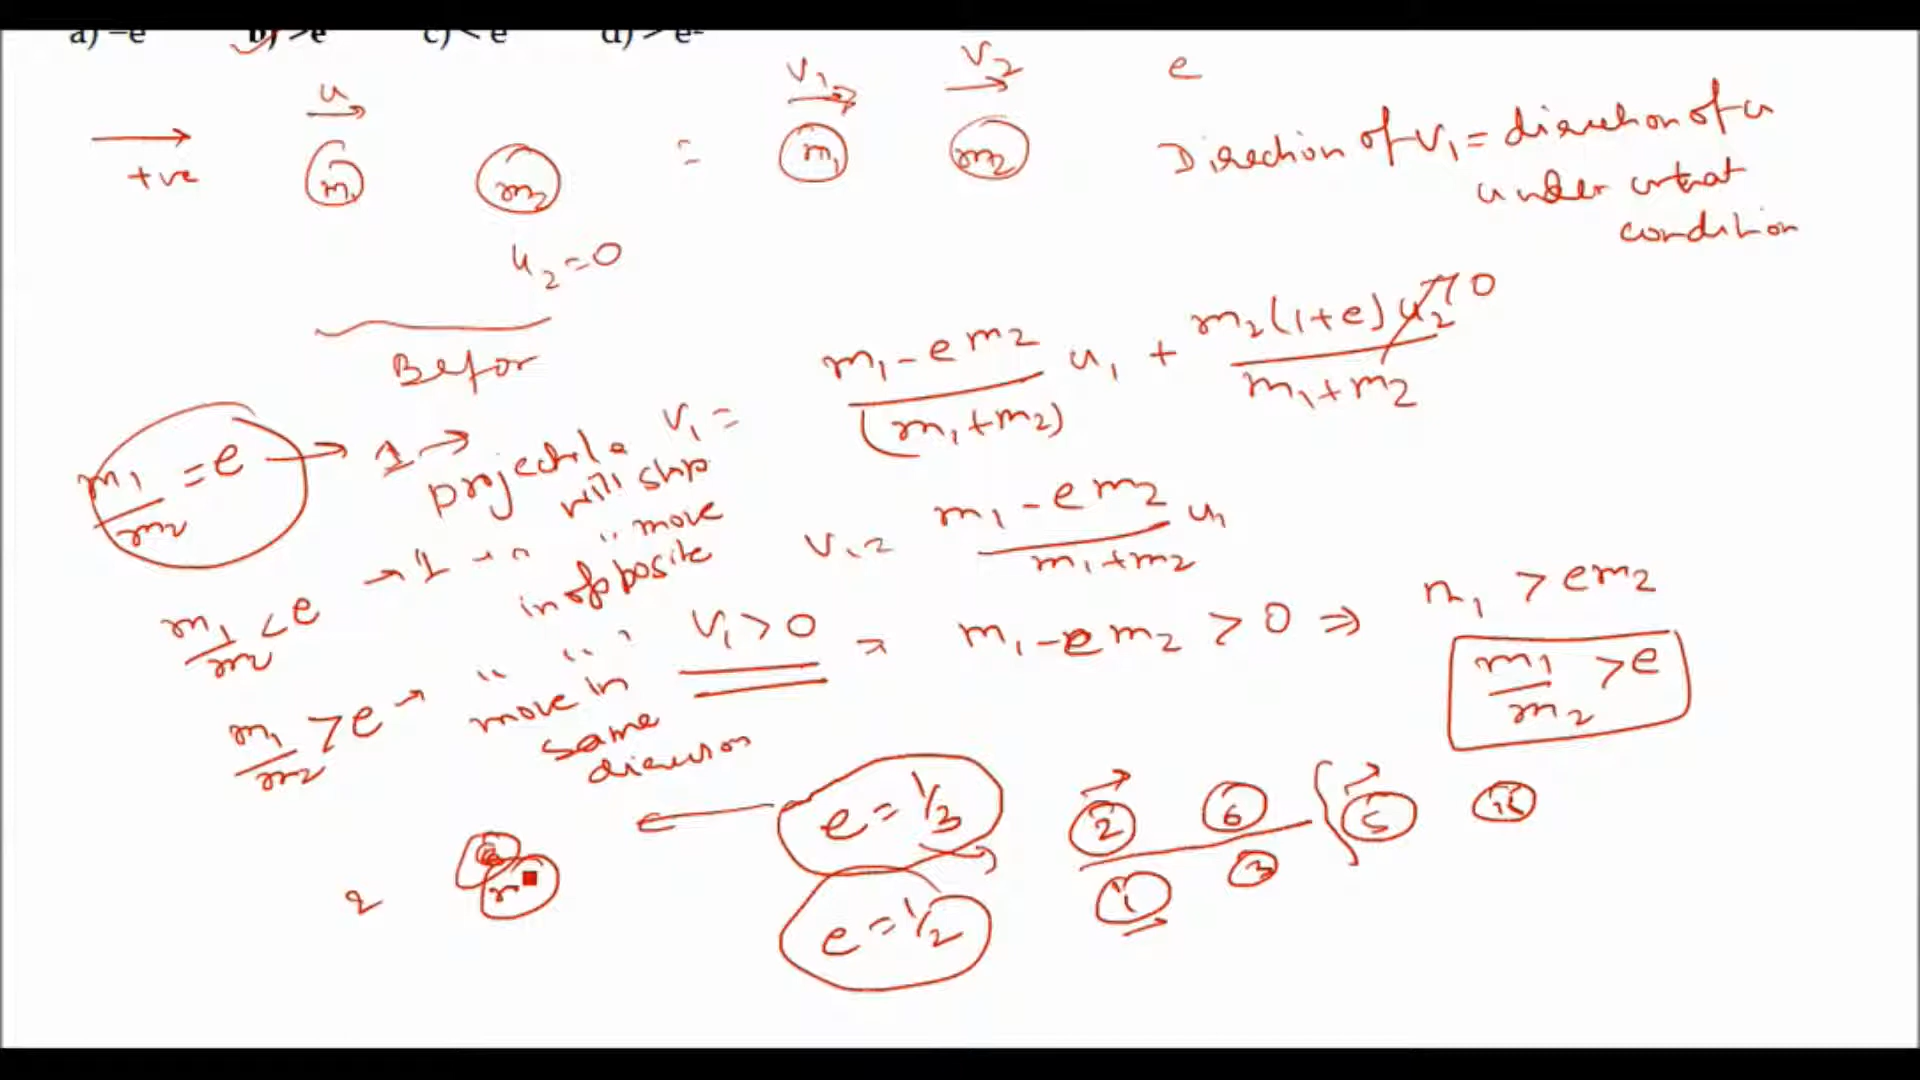 a) =e b) >e c) < e d) > e²
u V₁ V₂ e
+ve m₁ m₂ = m₁ m₂
Direction of V₁ = direction of u
under what
condition
u₂=0
Befor
V₁ = m₁-em₂/(m₁+m₂) u₁ + m₂(1+e)u₂/m₁+m₂ 0
m₁/m₂ = e → 1 →
projectile
will stop
V₁ = m₁-em₂/m₁+m₂ u₁
m₁/m₂ < e → 1 → " " move
in opposite
V₁>0 ⇒ m₁-em₂>0 ⇒ m₁>em₂
m₁/m₂ > e
m₁/m₂ > e → " " "
move in
same
e=1/3 2 6 5
1 3
e=1/2